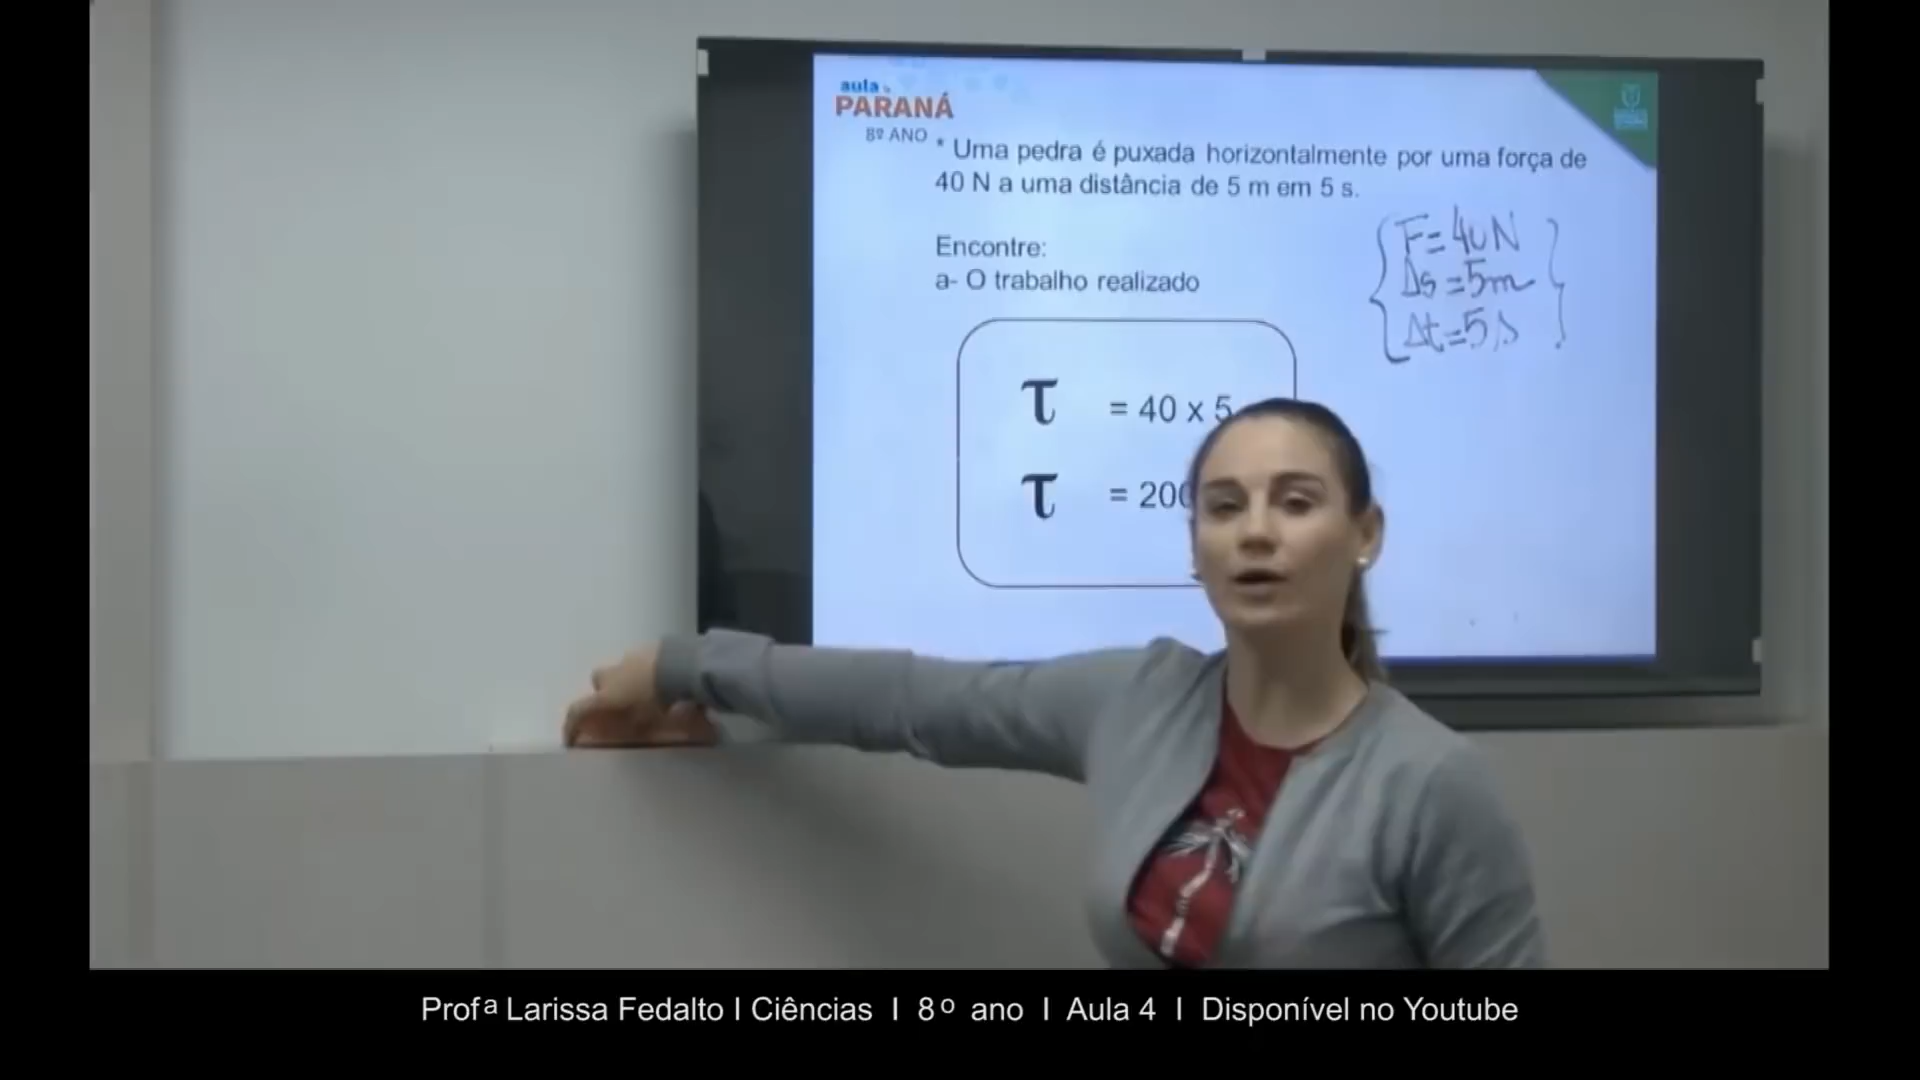 aula
PARANÁ
8º ANO
* Uma pedra é puxada horizontalmente por uma força de
40 N a uma distância de 5 m em 5 s.
F=40N
Δs=5m
Δt=5s
Encontre:
a- O trabalho realizado
τ = 40 x 5
τ = 200
Profª Larissa Fedalto I Ciências I 8º ano I Aula 4 I Disponível no Youtube